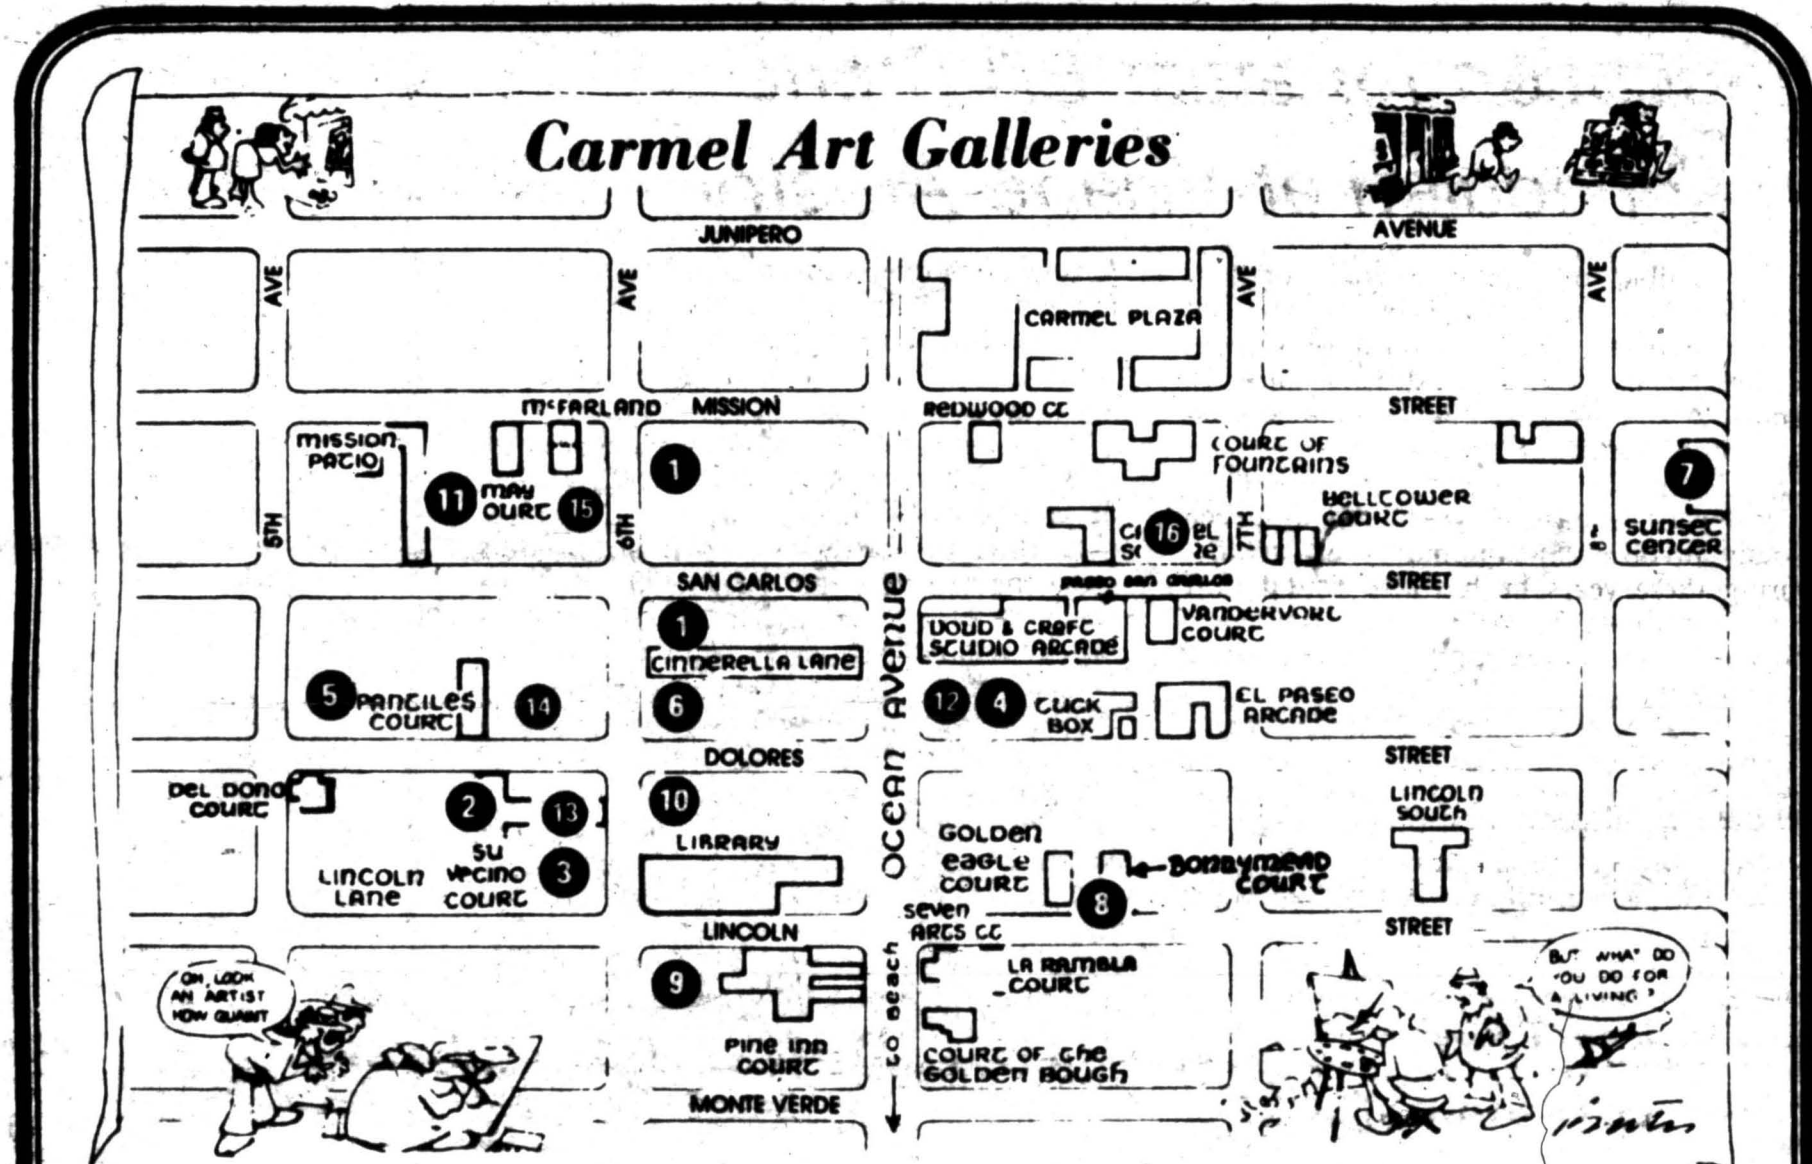 Carmel Art Galleries
JUNIPERO
AVENUE
AVE
AVE
AVE
AVE
CARMEL PLAZA
McFARLAND
MISSION
REDWOOD CT
STREET
MISSION
PATIO
1
COURT OF
FOUNTAINS
7
11
MAY
OURT
15
BELLTOWER
COURT
5TH
6TH
16
7TH
SUNSET
CENTER
SAN CARLOS
PASEO SAN CARLOS
STREET
1
CINDERELLA LANE
& CRAFT
STUDIO ARCADE
VANDERVORT
COURT
5
PANTILES
COURT
14
6
12
4
TUCK
BOX
EL PASEO
ARCADE
DOLORES
STREET
OCEAN AVENUE
DEL DONO
COURT
2
13
10
LINCOLN
SOUTH
LIBRARY
GOLDEN
EAGLE
COURT
BONNYMEAD
COURT
SU
VECINO
COURT
3
LINCOLN
LANE
8
SEVEN
ARTS CT
LINCOLN
STREET
TO BEACH
OH, LOOK
AN ARTIST
HOW QUAINT
9
LA RAMBLA
COURT
BUT WHAT DO
YOU DO FOR
A LIVING?
PINE INN
COURT
COURT OF THE
GOLDEN BOUGH
MONTE VERDE